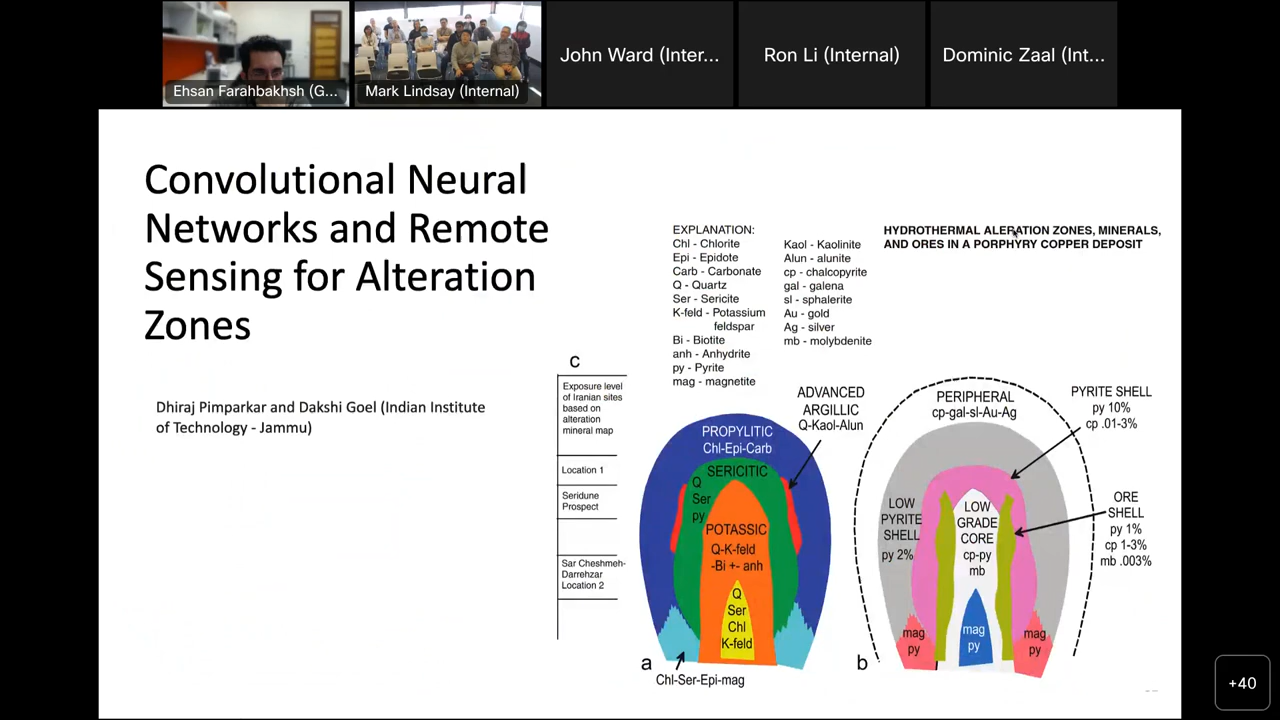 Ehsan Farahbakhsh (G...
Mark Lindsay (Internal)
John Ward (Inter...
Ron Li (Internal)
Dominic Zaal (Int...
Convolutional Neural
Networks and Remote
Sensing for Alteration
Zones
Dhiraj Pimparkar and Dakshi Goel (Indian Institute
of Technology - Jammu)
EXPLANATION:
Chl - Chlorite
Epi - Epidote
Carb - Carbonate
Q - Quartz
Ser - Sericite
K-feld - Potassium
feldspar
Bi - Biotite
anh - Anhydrite
py - Pyrite
mag - magnetite
Kaol - Kaolinite
Alun - alunite
cp - chalcopyrite
gal - galena
sl - sphalerite
Au - gold
Ag - silver
mb - molybdenite
HYDROTHERMAL ALERATION ZONES, MINERALS,
AND ORES IN A PORPHYRY COPPER DEPOSIT
c
Exposure level
of Iranian sites
based on
alteration
mineral map
Location 1
Seridune
Prospect
Sar Cheshmeh-
Darrehzar
Location 2
ADVANCED
ARGILLIC
Q-Kaol-Alun
PROPYLITIC
Chl-Epi-Carb
SERICITIC
Q
Ser
py
POTASSIC
Q-K-feld
-Bi +- anh
Q
Ser
Chl
K-feld
a
Chl-Ser-Epi-mag
PERIPHERAL
cp-gal-sl-Au-Ag
PYRITE SHELL
py 10%
cp .01-3%
LOW
PYRITE
SHELL
py 2%
LOW
GRADE
CORE
cp-py
mb
ORE
SHELL
py 1%
cp 1-3%
mb .003%
mag
py
mag
py
mag
py
b
+40